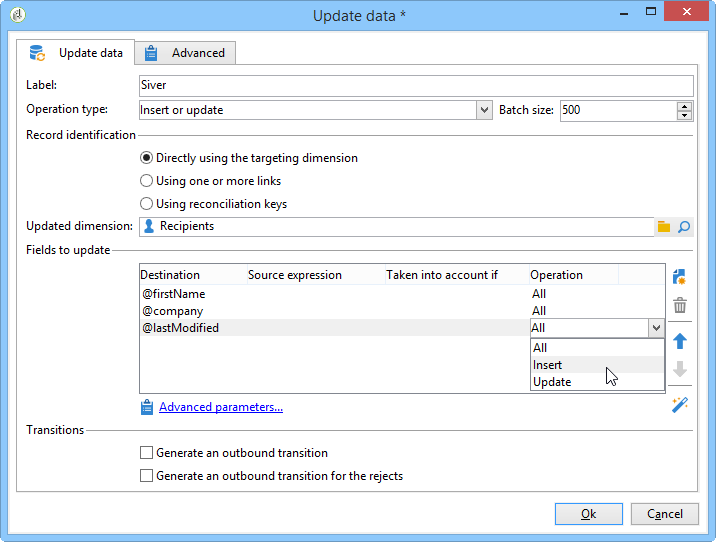 Update data *
Update data
Advanced
Label: Siver
Operation type: Insert or update Batch size: 500
Record identification
Directly using the targeting dimension
Using one or more links
Using reconciliation keys
Updated dimension: Recipients
Fields to update
Destination Source expression Taken into account if Operation
@firstName All
@company All
@lastModified All
All
Insert
Update
Advanced parameters...
Transitions
Generate an outbound transition
Generate an outbound transition for the rejects
Ok Cancel